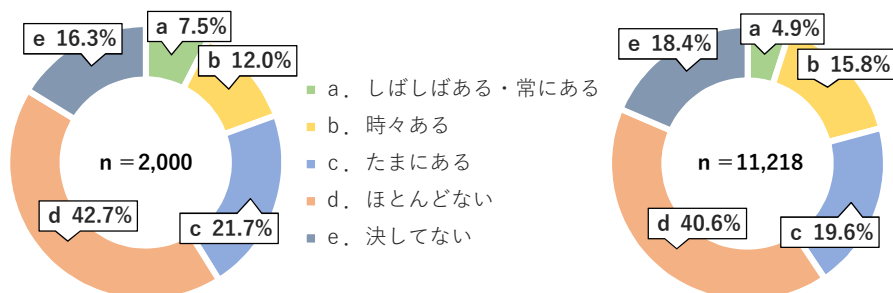 a 7.5%
b 12.0%
c 21.7%
d 42.7%
e 16.3%
n＝2,000
a．しばしばある・常にある
b．時々ある
c．たまにある
d．ほとんどない
e．決してない
a 4.9%
b 15.8%
c 19.6%
d 40.6%
e 18.4%
n＝11,218